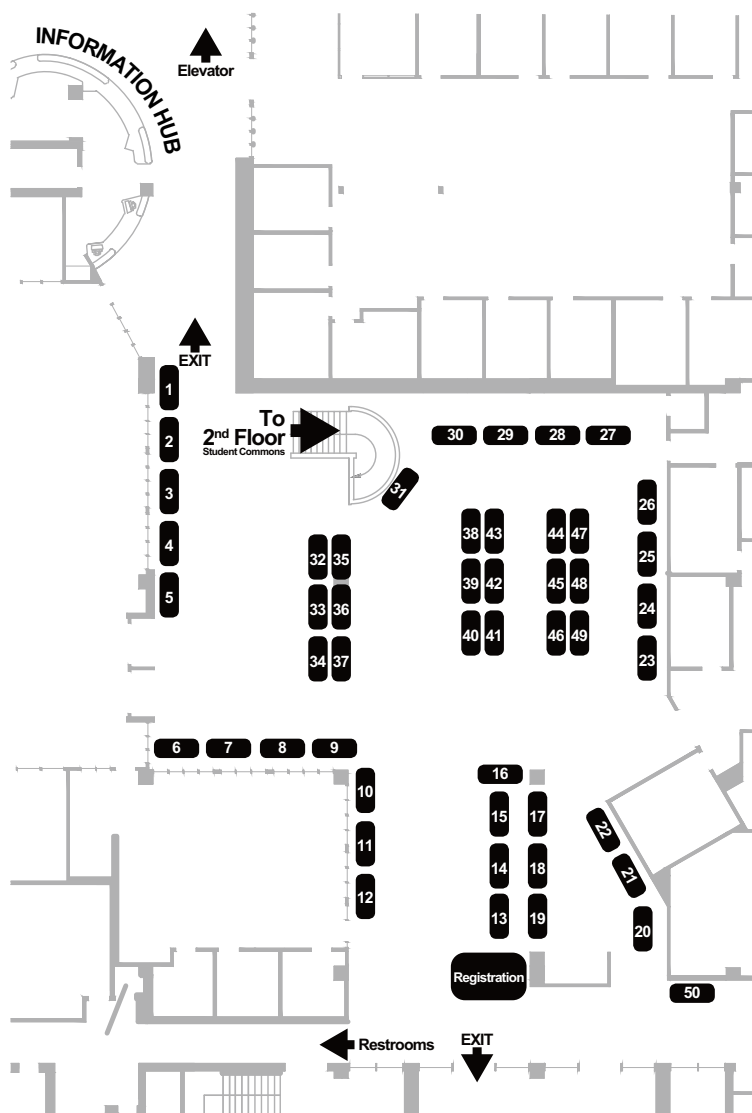 INFORMATION HUB
Elevator
EXIT
1
2
3
4
5
To
2nd Floor
Student Commons
30 29 28 27
31
26
25
24
23
32 35
33 36
34 37
38 43
39 42
40 41
44 47
45 48
46 49
6 7 8 9
10
11
12
16
15 17
14 18
13 19
22
21
20
50
Registration
Restrooms
EXIT